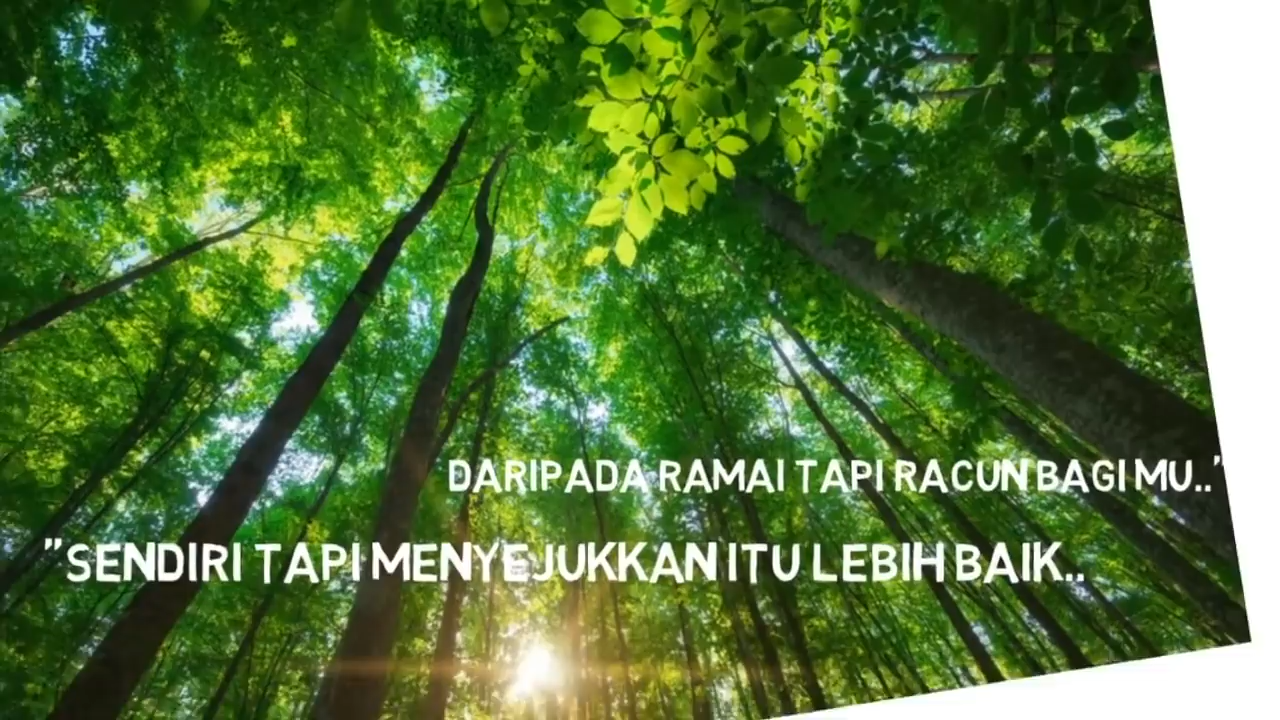 DARIPADA RAMAI TAPI RACUN BAGI MU.."
"SENDIRI TAPI MENYEJUKKAN ITU LEBIH BAIK..